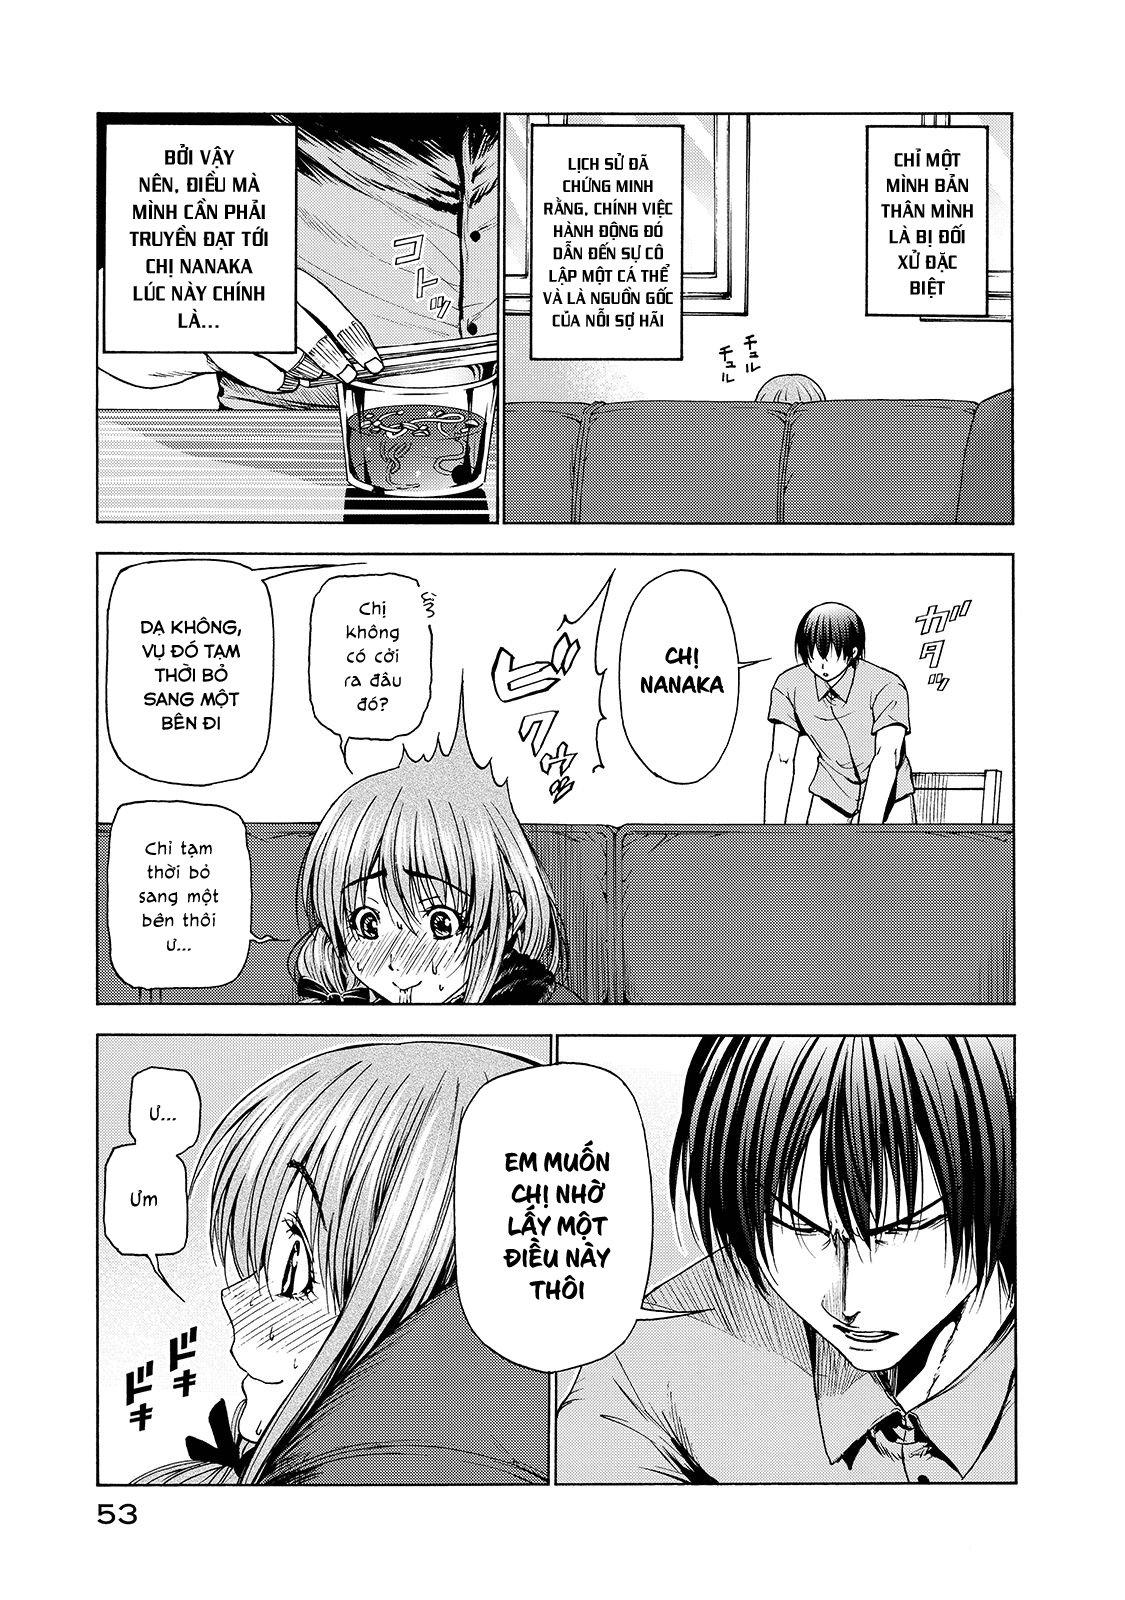 CHỈ MỘT
MÌNH BẢN
THÂN MÌNH
LÀ BỊ ĐỐI
XỬ ĐẶC
BIỆT
LỊCH SỬ ĐÃ
CHỨNG MINH
RẰNG, CHÍNH VIỆC
HÀNH ĐỘNG ĐÓ
DẪN ĐẾN SỰ CÔ
LẬP MỘT CÁ THỂ
VÀ LÀ NGUỒN GỐC
CỦA NỖI SỢ HÃI
チュル
チュル
BỞI VẬY
NÊN, ĐIỀU MÀ
MÌNH CẦN PHẢI
TRUYỀN ĐẠT TỚI
CHỊ NANAKA
LÚC NÀY CHÍNH
LÀ...
コトッ
ガタッ
CHỊ
NANAKA
ビクウ
Chị
không
có cởi
ra đâu
đó?
DẠ KHÔNG,
VỤ ĐÓ TẠM
THỜI BỎ
SANG MỘT
BÊN ĐI
Chỉ tạm
thời bỏ
sang một
bên thôi
ư...
EM MUỐN
CHỊ NHỜ
LẤY MỘT
ĐIỀU NÀY
THÔI
Ư...
Ưm
ドキ
ドキ
53